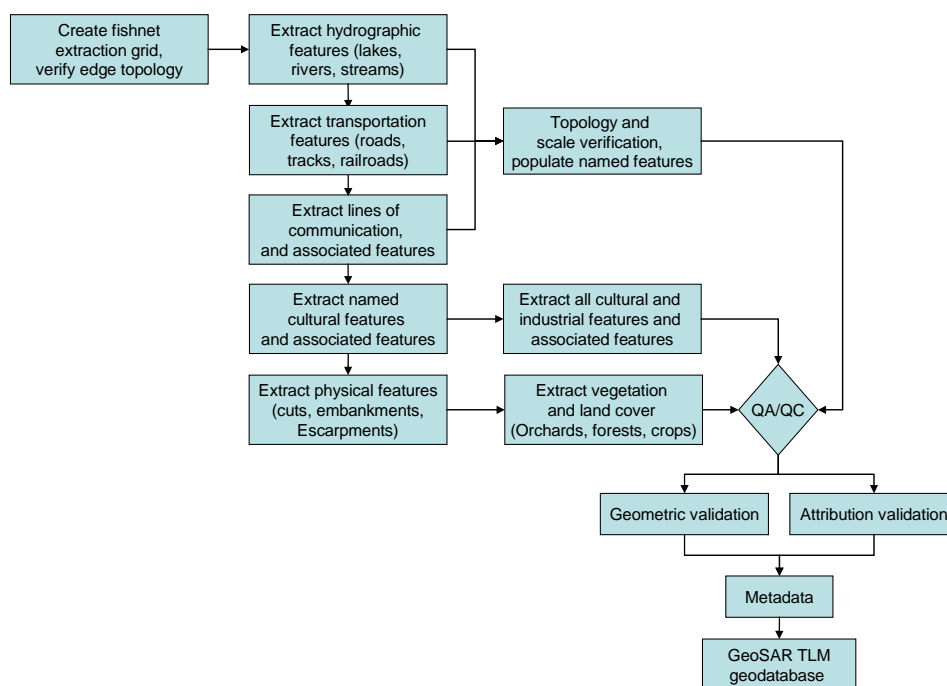 Create fishnet
extraction grid,
verify edge topology
Extract hydrographic
features (lakes,
rivers, streams)
Extract transportation
features (roads,
tracks, railroads)
Topology and
scale verification,
populate named features
Extract lines of
communication,
and associated features
Extract named
cultural features
and associated features
Extract all cultural and
industrial features and
associated features
Extract physical features
(cuts, embankments,
Escarpments)
Extract vegetation
and land cover
(Orchards, forests, crops)
QA/QC
Geometric validation
Attribution validation
Metadata
GeoSAR TLM
geodatabase